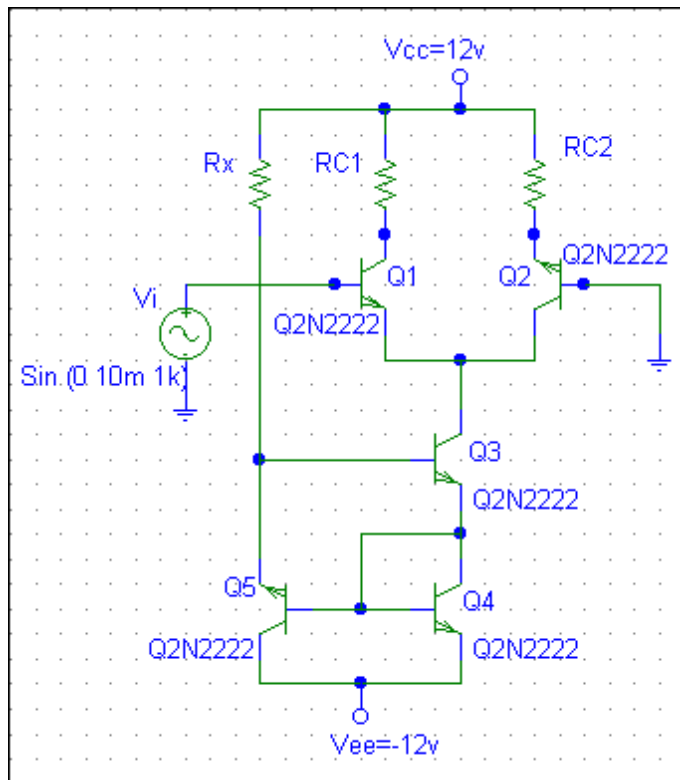 Vcc=12v
Rx
RC1
RC2
Q1
Q2
Q2N2222
Vi
Q2N2222
Sin (0 10m 1k)
Q3
Q2N2222
Q5
Q4
Q2N2222
Q2N2222
Vee=-12v